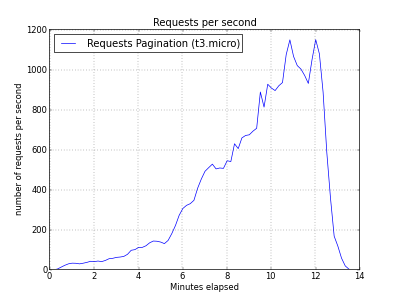 Requests per second
Requests Pagination (t3.micro)
number of requests per second
1200
1000
800
600
400
200
0
0 2 4 6 8 10 12 14
Minutes elapsed